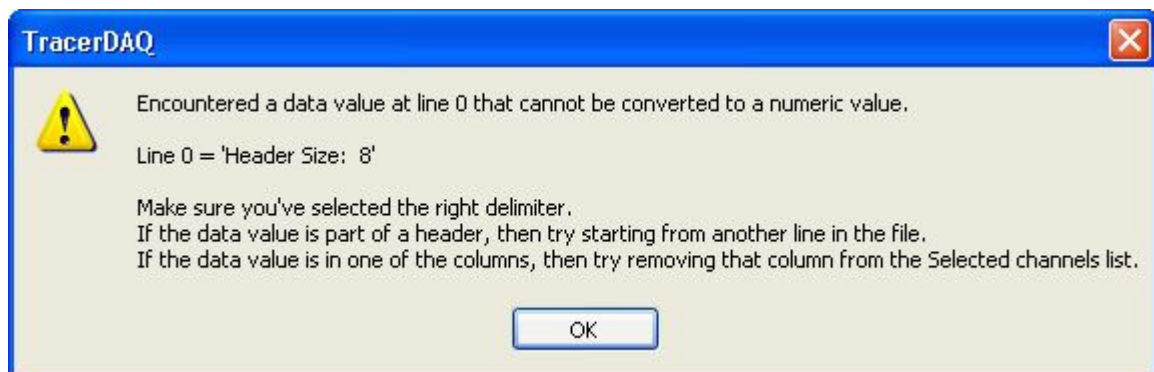 TracerDAQ
Encountered a data value at line 0 that cannot be converted to a numeric value.
Line 0 = 'Header Size:  8'
Make sure you've selected the right delimiter.
If the data value is part of a header, then try starting from another line in the file.
If the data value is in one of the columns, then try removing that column from the Selected channels list.
OK